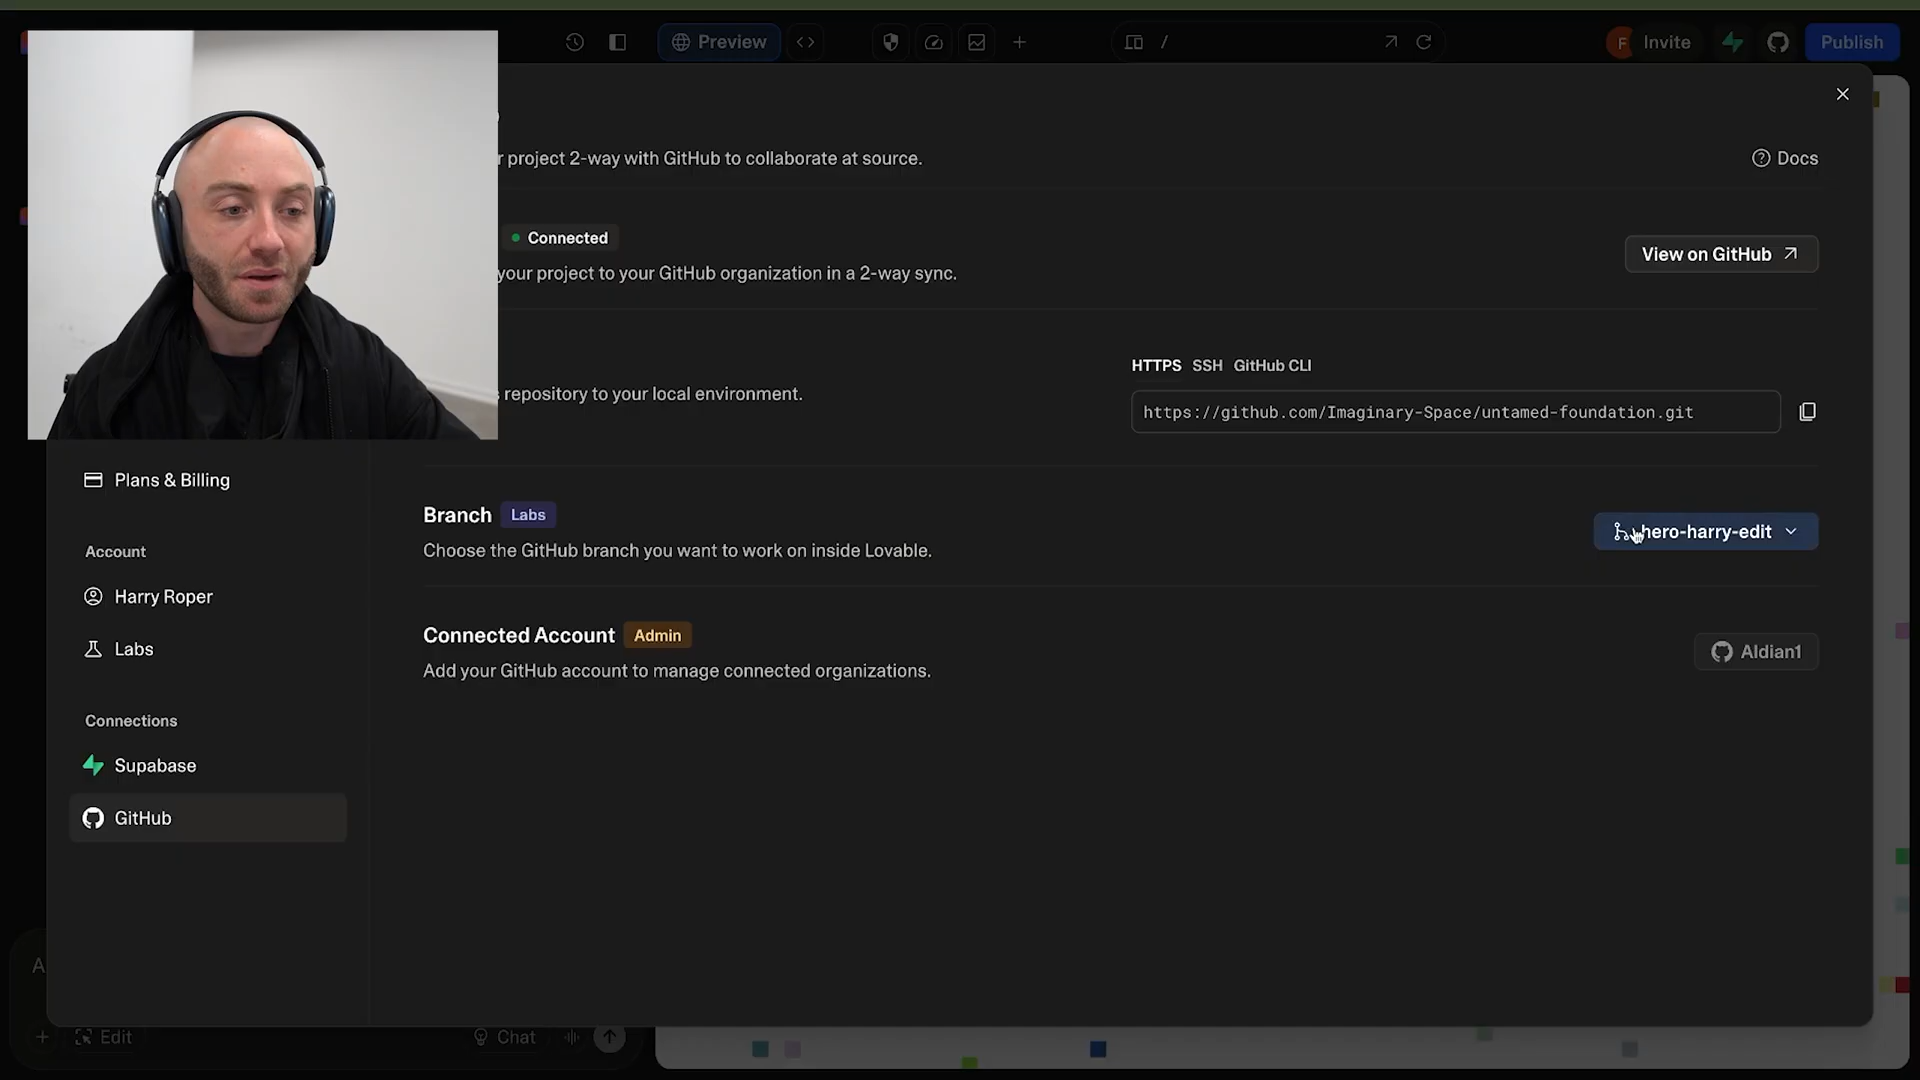 Preview
/
F
Invite
Publish
r project 2-way with GitHub to collaborate at source.
Docs
Connected
your project to your GitHub organization in a 2-way sync.
View on GitHub
HTTPS SSH GitHub CLI
repository to your local environment.
https://github.com/Imaginary-Space/untamed-foundation.git
Plans & Billing
Branch Labs
Choose the GitHub branch you want to work on inside Lovable.
hero-harry-edit
Account
Harry Roper
Labs
Connected Account Admin
Add your GitHub account to manage connected organizations.
Aldian1
Connections
Supabase
GitHub
A
Edit
Chat